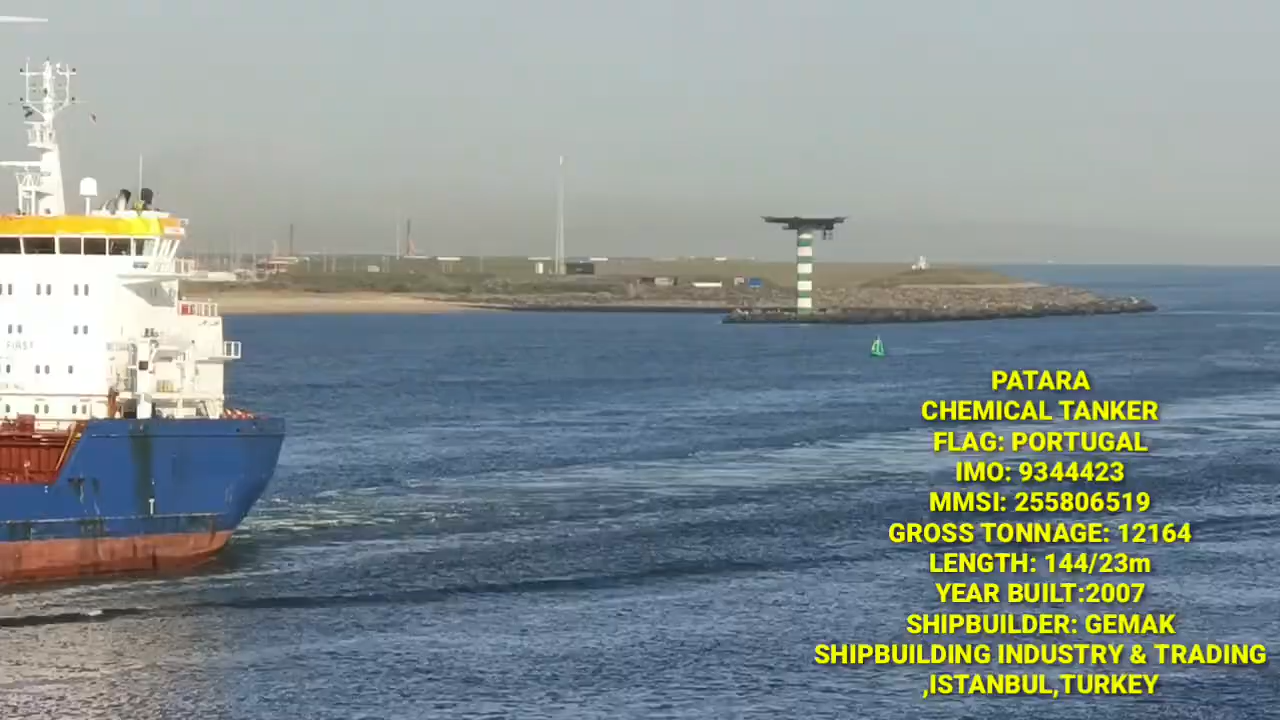 FIRST
PATARA
CHEMICAL TANKER
FLAG: PORTUGAL
IMO: 9344423
MMSI: 255806519
GROSS TONNAGE: 12164
LENGTH: 144/23m
YEAR BUILT:2007
SHIPBUILDER: GEMAK
SHIPBUILDING INDUSTRY & TRADING
,ISTANBUL,TURKEY